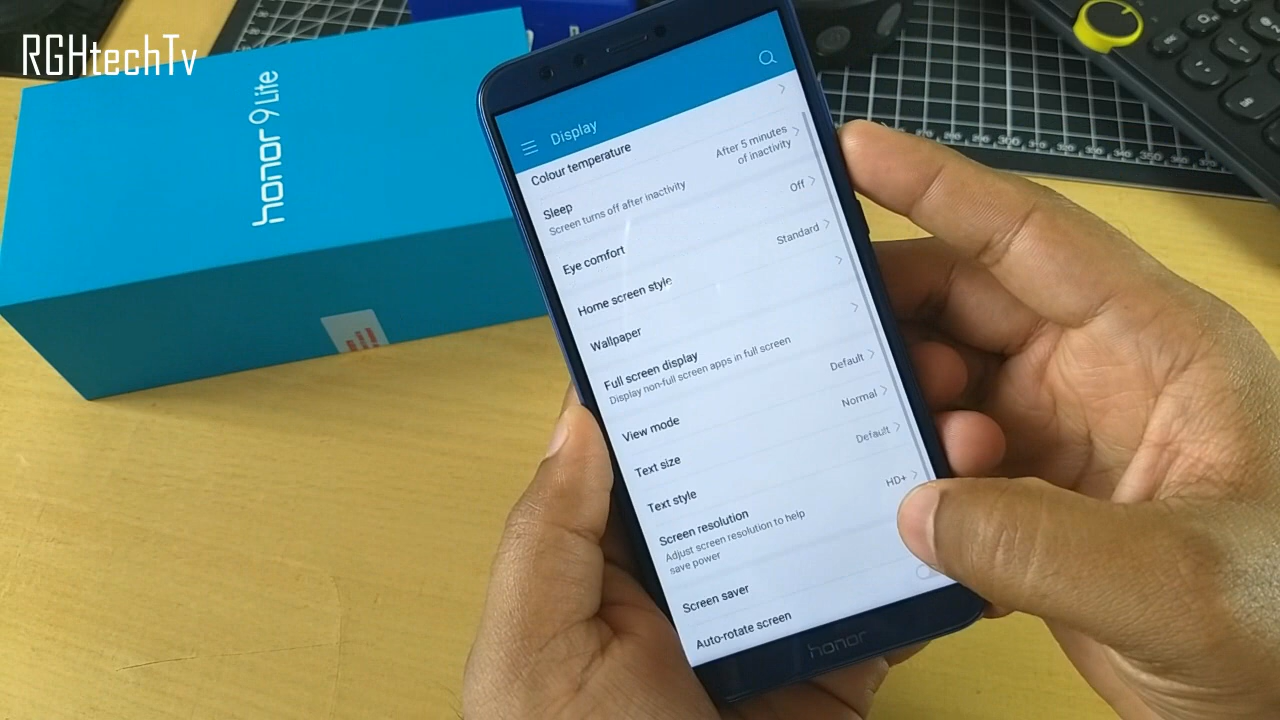 RGHtechTv
honor 9 Lite
Display
Colour temperature
Sleep
Screen turns off after inactivity
After 5 minutes
of inactivity
Eye comfort
Off
Home screen style
Standard
Wallpaper
Full screen display
Display non-full screen apps in full screen
View mode
Default
Text size
Normal
Text style
Default
Screen resolution
Adjust screen resolution to help
save power
HD+
Screen saver
Auto-rotate screen
honor